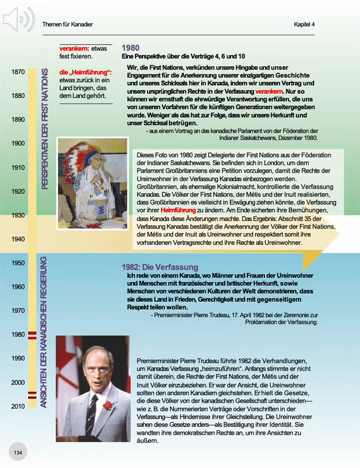 Themen für Kanadier
Kapitel 4
verankern: etwas
fest fixieren.
die „Heimführung":
etwas zurück in ein
Land bringen, das
dem Land gehört.
1980
Eine Perspektive über die Verträge 4, 6 und 10
Wir, die First Nations, verkünden unsere Hingabe und unser
Engagement für die Anerkennung unserer einzigartigen Geschichte
und unseres Schicksals hier in Kanada, indem wir unseren Vertrag und
unsere ursprünglichen Rechte in der Verfassung verankern. Nur so
können wir ernsthaft die ehrwürdige Verantwortung erfüllen, die uns
von unseren Vorfahren für die künftigen Generationen weitergegeben
wurde. Weniger als das hat zur Folge, dass wir unsere Herkunft und
unser Schicksal betrügen.
- aus einem Vortrag an das kanadische Parlament von der Föderation der
Indianer Saskatchewans, Dezember 1980.
Dieses Foto von 1980 zeigt Delegierte der First Nations aus der Föderation
der Indianer Saskatchewans. Sie befinden sich in London, um dem
Parlament Großbritanniens eine Petition vorzulegen, damit die Rechte der
Ureinwohner in der Verfassung Kanadas einbezogen werden.
Großbritannien, als ehemalige Kolonialmacht, kontrollierte die Verfassung
Kanadas. Die Völker der First Nations, der Métis und der Inuit realisierten,
dass Großbritannien es vielleicht in Erwägung ziehen könnte, die Verfassung
vor ihrer Heimführung zu ändern. Am Ende sicherten ihre Bemühungen,
dass Kanada diese Änderungen machte. Das Ergebnis: Abschnitt 35 der
Verfassung Kanadas bestätigt die Anerkennung der Völker der First Nations,
der Métis und der Inuit als Ureinwohner und respektiert somit ihre
vorhandenen Vertragsrechte und ihre Rechte als Ureinwohner.
1982: Die Verfassung
Ich rede von einem Kanada, wo Männer und Frauen der Ureinwohner
und Menschen mit französischer und britischer Herkunft, sowie
Menschen von verschiedenen Kulturen der Welt demonstrieren, dass
sie dieses Land in Frieden, Gerechtigkeit und mit gegenseitigem
Respekt teilen wollen.
- Premierminister Pierre Trudeau, 17. April 1982 bei der Zeremonie zur
Proklamation der Verfassung.
Premierminister Pierre Trudeau führte 1982 die Verhandlungen,
um Kanadas Verfassung „heimzuführen". Anfangs stimmte er nicht
damit überein, die Rechte der First Nations, der Métis und der
Inuit Völker einzubeziehen. Er war der Ansicht, die Ureinwohner
sollten den anderen Kanadiern gleichstehen. Er hielt die Gesetze,
die diese Völker von der kanadischen Gesellschaft unterschieden—
wie z. B. die Nummerierten Verträge oder Vorschriften in der
Verfassung—als Hindernisse ihrer Gleichstellung. Die Ureinwohner
sahen diese Gesetze anders—als Bestätigung ihrer Identität. Sie
wandten ihre demokratischen Rechte an, um ihre Ansichten zu
äußern.
PERSPEKTIVEN DER FIRST NATIONS
ANSICHTEN DER KANADISCHEN REGIERUNG
1870
1880
1890
1900
1910
1920
1930
1940
1950
1960
1970
1980
1990
2000
2010
134